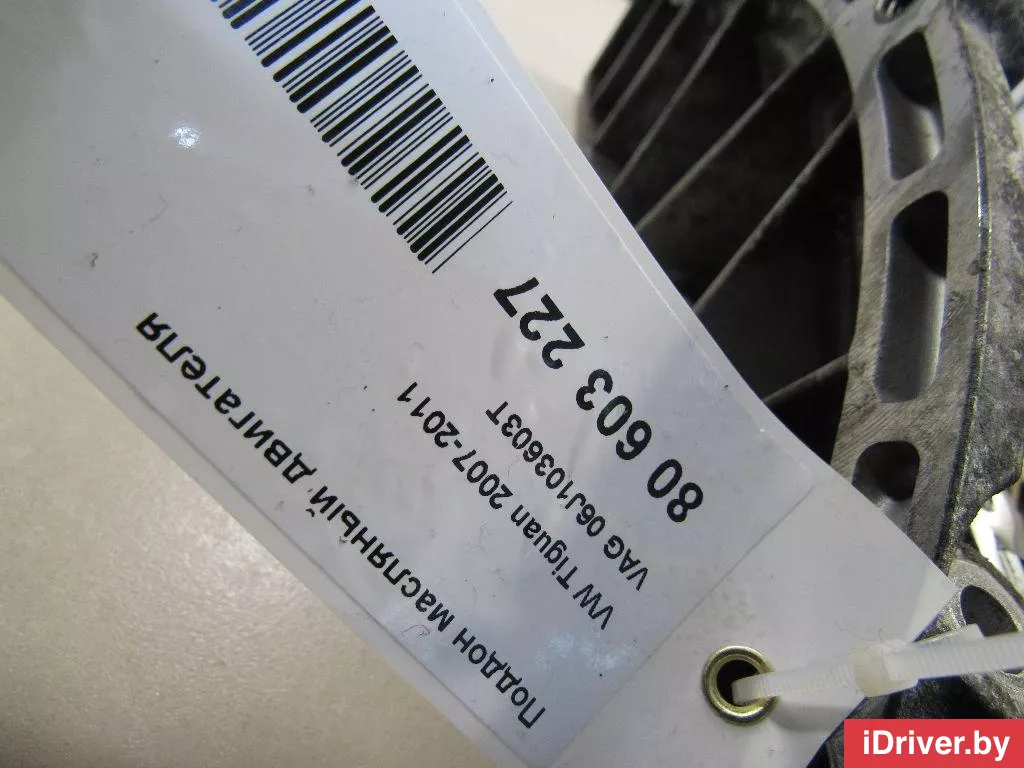 80 603 227
VAG 06J103603T
VW Tiguan 2007-2011
Поддон масляный двигателя
iDriver.by